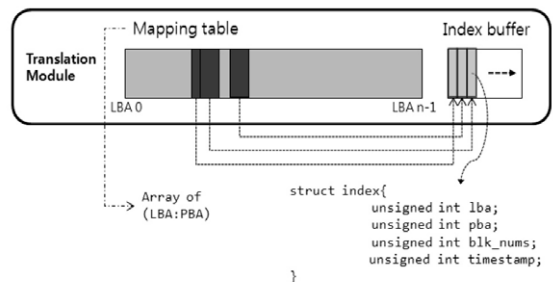 Mapping table
Index buffer
Translation
Module
LBA 0
LBA n-1
Array of
(LBA:PBA)
struct index{
unsigned int lba;
unsigned int pba;
unsigned int blk_nums;
unsigned int timestamp;
}